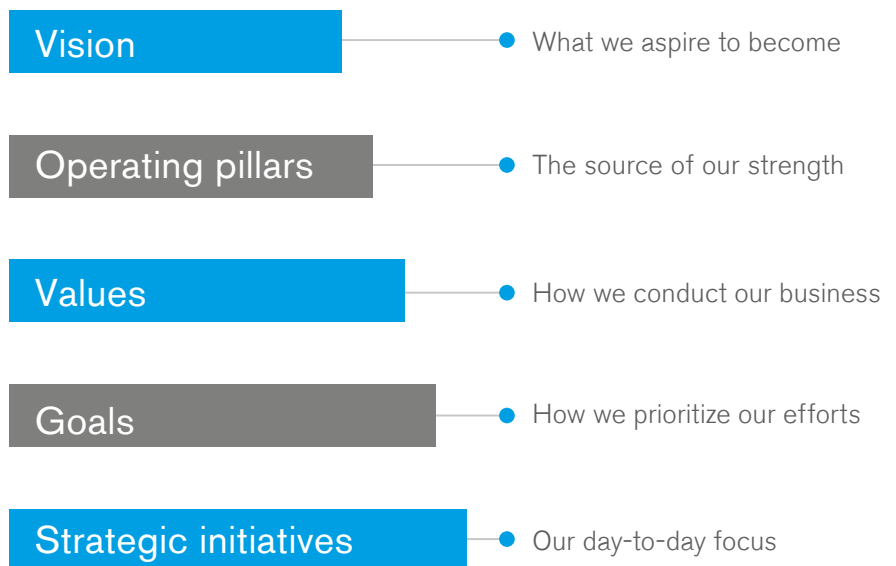 Vision
What we aspire to become
Operating pillars
The source of our strength
Values
How we conduct our business
Goals
How we prioritize our efforts
Strategic initiatives
Our day-to-day focus